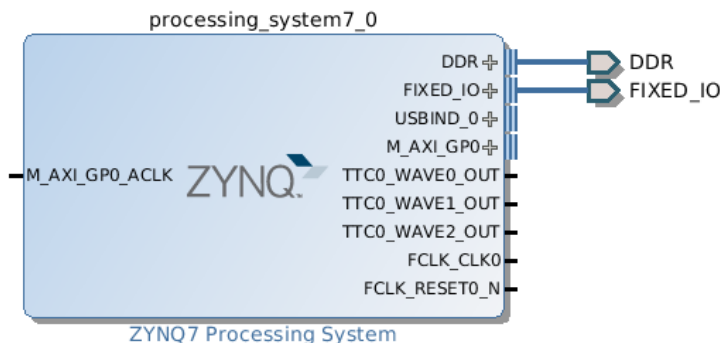 processing_system7_0
DDR
FIXED_IO
USBIND_0
M_AXI_GP0
M_AXI_GP0_ACLK
ZYNQ
TTC0_WAVE0_OUT
TTC0_WAVE1_OUT
TTC0_WAVE2_OUT
FCLK_CLK0
FCLK_RESET0_N
DDR
FIXED_IO
ZYNQ7 Processing System